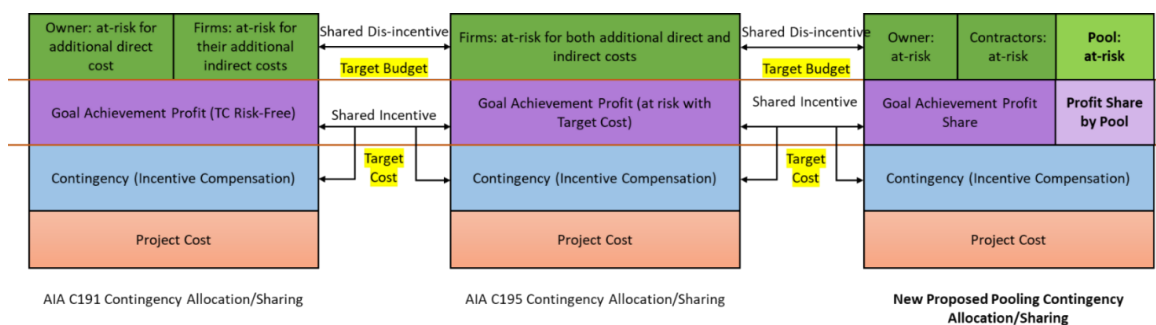 Owner: at-risk for
additional direct
cost
Firms: at-risk for
their additional
indirect costs
Shared Dis-incentive
Target Budget
Firms: at-risk for both additional direct and
indirect costs
Shared Dis-incentive
Target Budget
Owner:
at-risk
Contractors:
at-risk
Pool:
at-risk
Goal Achievement Profit (TC Risk-Free)
Shared Incentive
Goal Achievement Profit (at risk with
Target Cost)
Shared Incentive
Goal Achievement Profit
Share
Profit Share
by Pool
Contingency (Incentive Compensation)
Target
Cost
Contingency (Incentive Compensation)
Target
Cost
Contingency (Incentive Compensation)
Project Cost
Project Cost
Project Cost
AIA C191 Contingency Allocation/Sharing
AIA C195 Contingency Allocation/Sharing
New Proposed Pooling Contingency
Allocation/Sharing